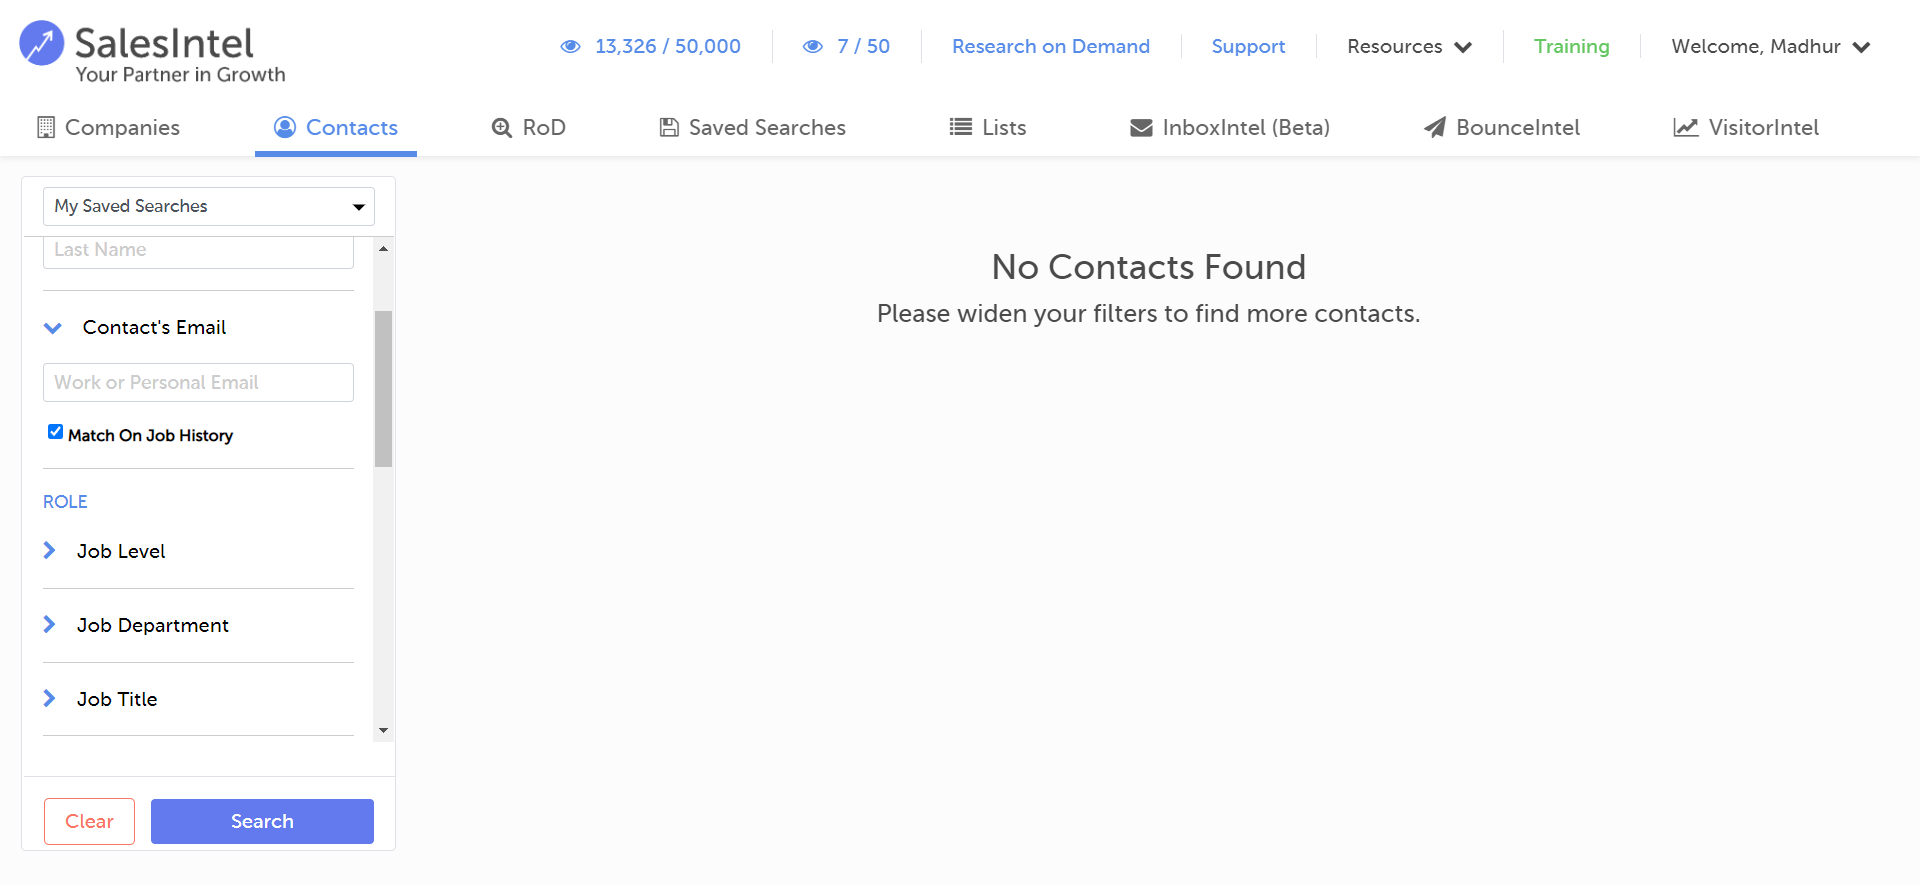 SalesIntel
Your Partner in Growth
13,326 / 50,000
7 / 50
Research on Demand
Support
Resources
Training
Welcome, Madhur
Companies
Contacts
RoD
Saved Searches
Lists
InboxIntel (Beta)
BounceIntel
VisitorIntel
My Saved Searches
Last Name
Contact's Email
Work or Personal Email
Match On Job History
ROLE
Job Level
Job Department
Job Title
Clear
Search
No Contacts Found
Please widen your filters to find more contacts.